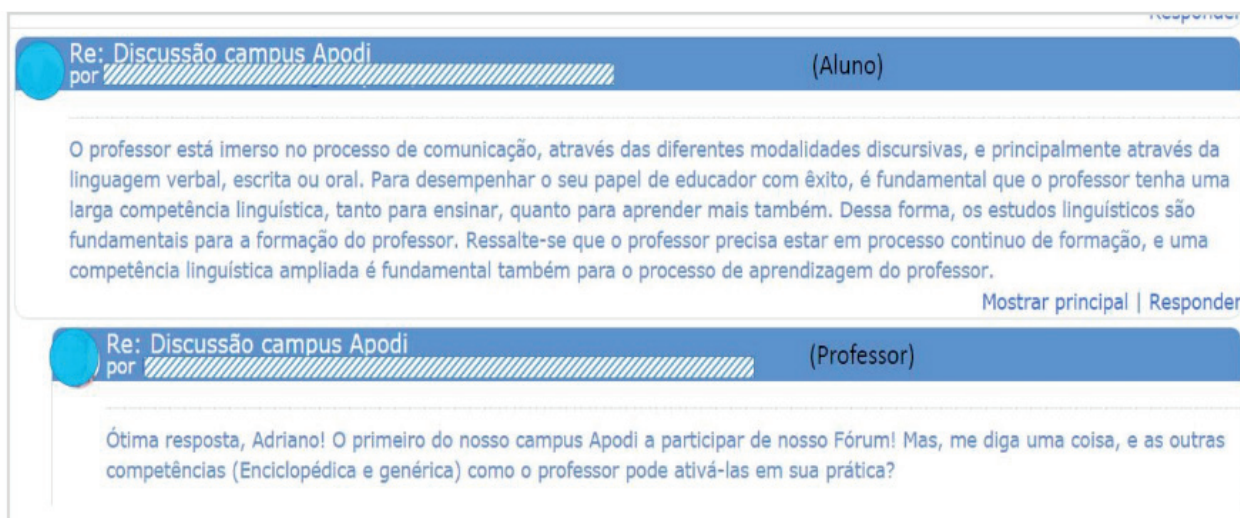 Responder
Re: Discussão campus Apodi
por
(Aluno)
O professor está imerso no processo de comunicação, através das diferentes modalidades discursivas, e principalmente através da
linguagem verbal, escrita ou oral. Para desempenhar o seu papel de educador com êxito, é fundamental que o professor tenha uma
larga competência linguística, tanto para ensinar, quanto para aprender mais também. Dessa forma, os estudos linguísticos são
fundamentais para a formação do professor. Ressalte-se que o professor precisa estar em processo continuo de formação, e uma
competência linguística ampliada é fundamental também para o processo de aprendizagem do professor.
Mostrar principal | Responder
Re: Discussão campus Apodi
por
(Professor)
Ótima resposta, Adriano! O primeiro do nosso campus Apodi a participar de nosso Fórum! Mas, me diga uma coisa, e as outras
competências (Enciclopédica e genérica) como o professor pode ativá-las em sua prática?